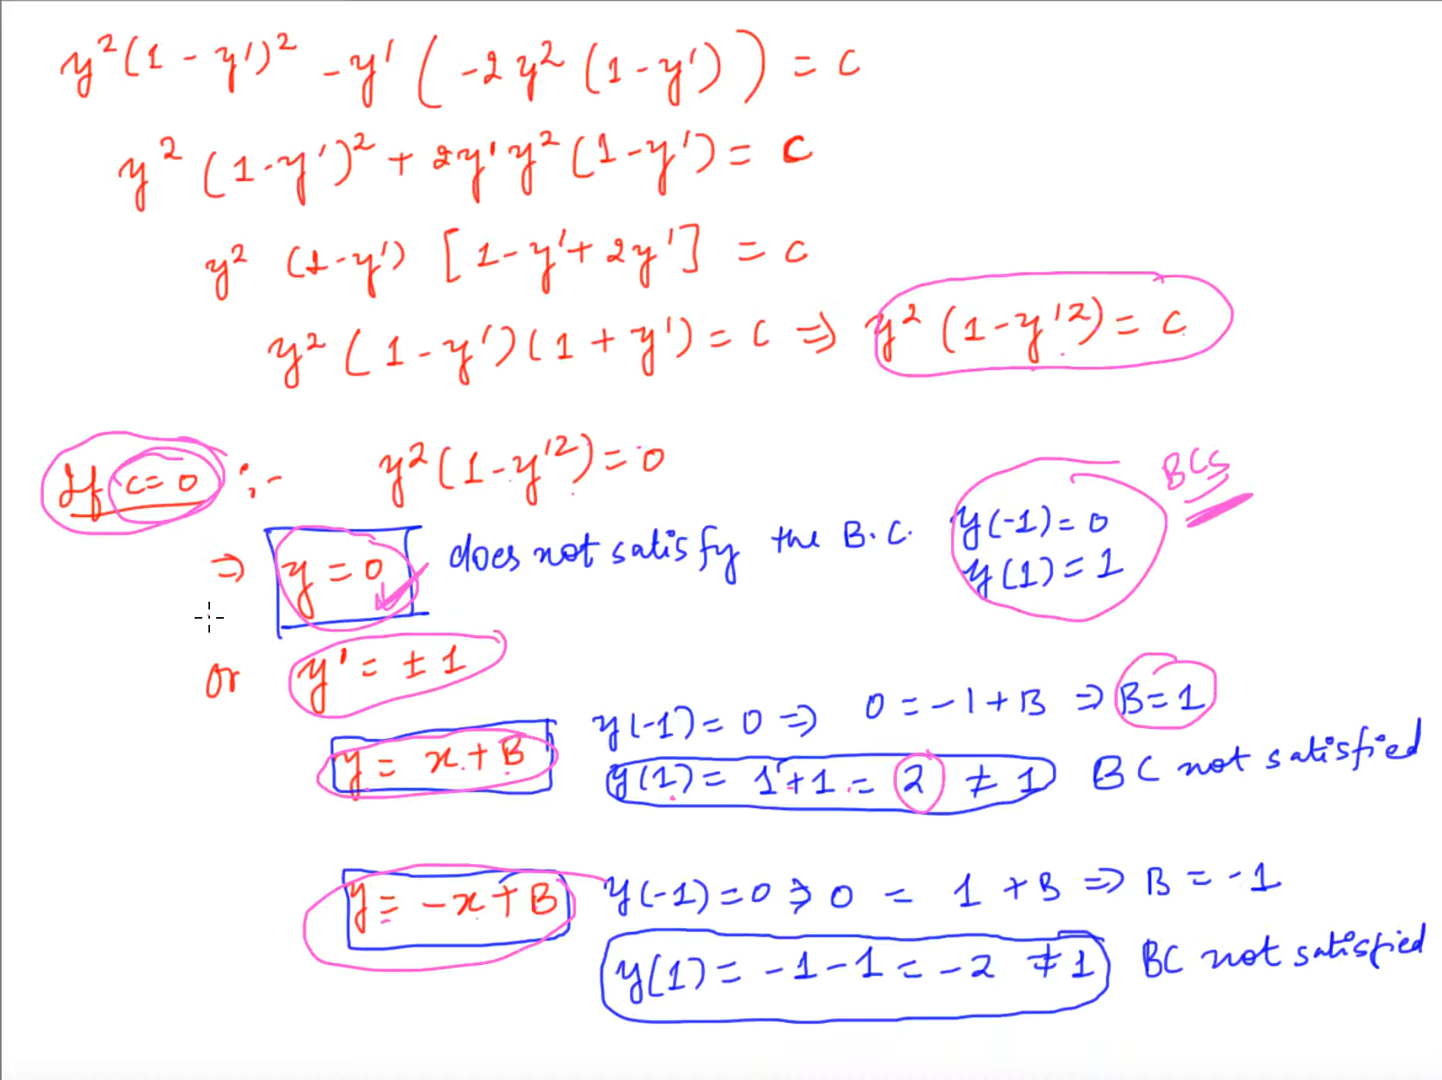 y²(1 - y')² - y' ( -2y² (1-y') ) = c
y² (1-y')² + 2y'y² (1-y') = c
y² (1-y') [1-y'+2y'] = c
y² (1-y')(1+y') = c ⇒ y² (1-y'²) = c
If c=0 :- y²(1-y'²)=0
BCs
⇒ y=0 does not satisfy the B.C. y(-1)=0
y(1)=1
or y' = ±1
y(-1)=0 ⇒ 0 = -1+B ⇒ B=1
y = x+B y(1) = 1+1 = 2 ≠ 1 BC not satisfied
y = -x+B y(-1)=0 ⇒ 0 = 1+B ⇒ B = -1
y(1) = -1-1 = -2 ≠ 1 BC not satisfied